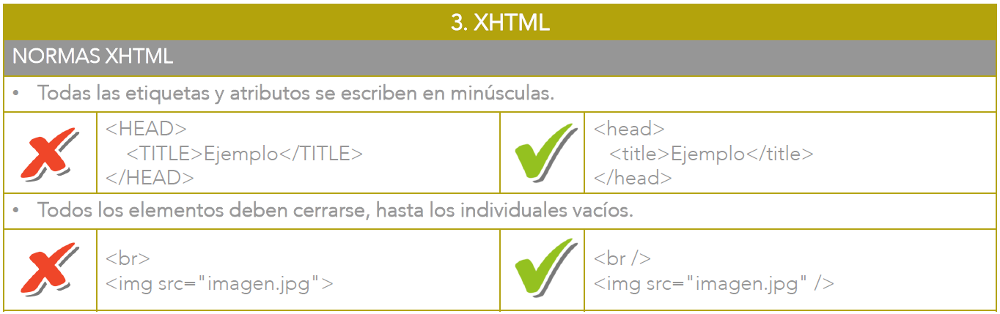 3. XHTML
NORMAS XHTML
• Todas las etiquetas y atributos se escriben en minúsculas.
<HEAD>
<TITLE>Ejemplo</TITLE>
</HEAD>
<head>
<title>Ejemplo</title>
</head>
• Todos los elementos deben cerrarse, hasta los individuales vacíos.
<br>
<img src="imagen.jpg">
<br />
<img src="imagen.jpg" />